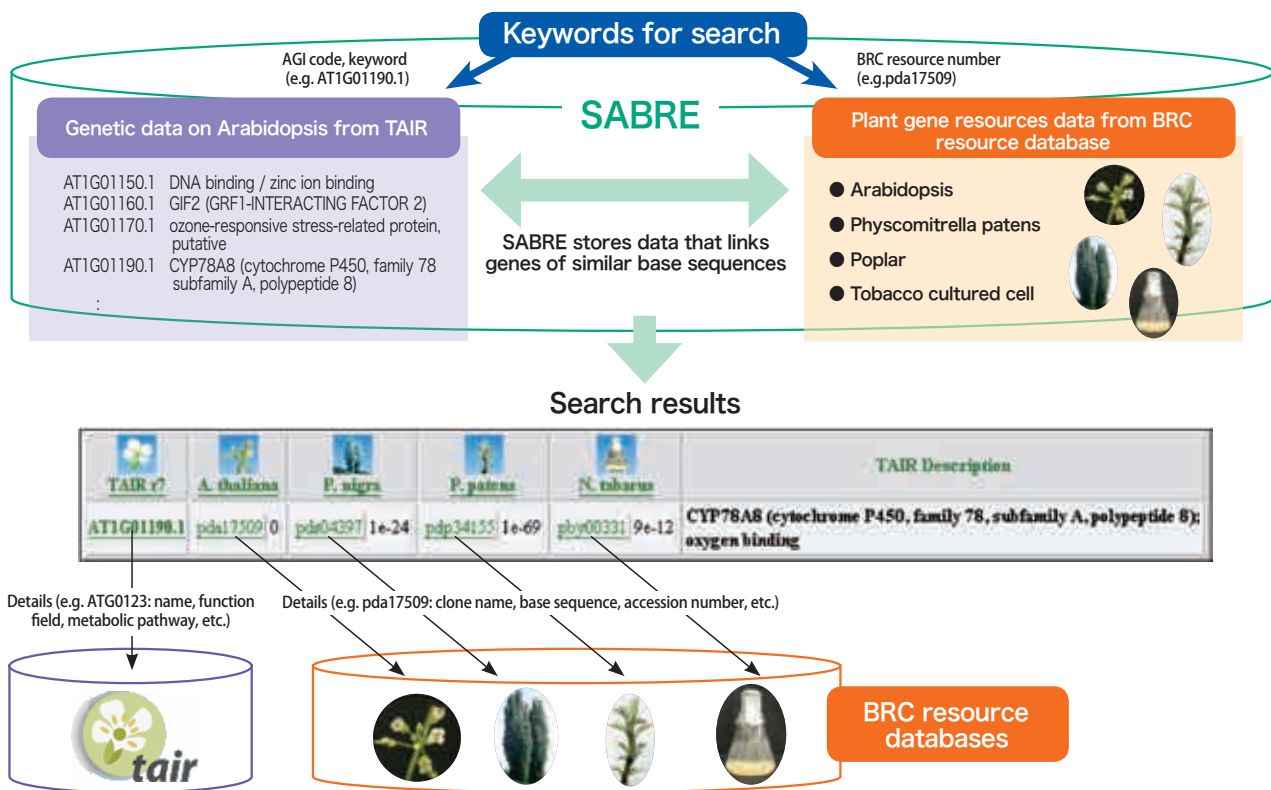 Keywords for search
AGI code, keyword
(e.g. AT1G01190.1)
BRC resource number
(e.g.pda17509)
SABRE
Genetic data on Arabidopsis from TAIR
AT1G01150.1 DNA binding / zinc ion binding
AT1G01160.1 GIF2 (GRF1-INTERACTING FACTOR 2)
AT1G01170.1 ozone-responsive stress-related protein,
putative
AT1G01190.1 CYP78A8 (cytochrome P450, family 78
subfamily A, polypeptide 8)
:
SABRE stores data that links
genes of similar base sequences
Plant gene resources data from BRC
resource database
● Arabidopsis
● Physcomitrella patens
● Poplar
● Tobacco cultured cell
Search results
TAIR r7 A. thaliana P. nigra P. patens N. tabacus TAIR Description
AT1G01190.1 pda17509 0 pds04397 1e-24 pdp34155 1e-69 pby00331 9e-12 CYP78A8 (cytochrome P450, family 78, subfamily A, polypeptide 8);
oxygen binding
Details (e.g. ATG0123: name, function
field, metabolic pathway, etc.)
Details (e.g. pda17509: clone name, base sequence, accession number, etc.)
tair
BRC resource
databases